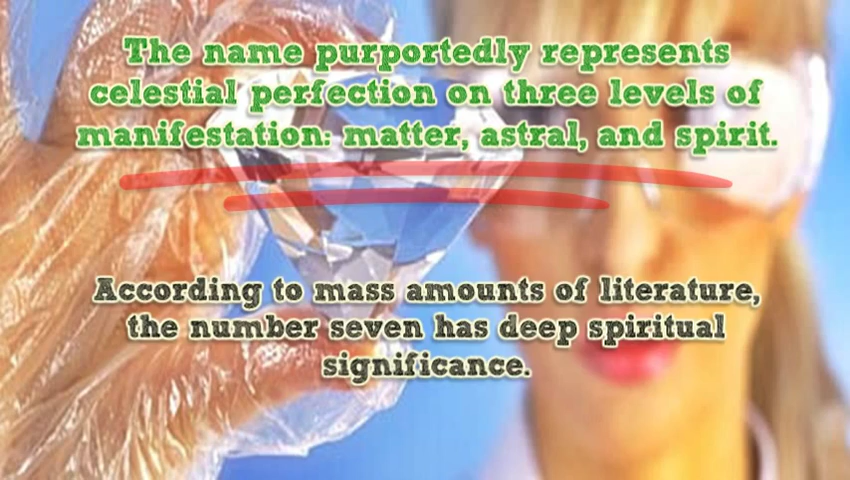 The name purportedly represents
celestial perfection on three levels of
manifestation: matter, astral, and spirit.
According to mass amounts of literature,
the number seven has deep spiritual
significance.